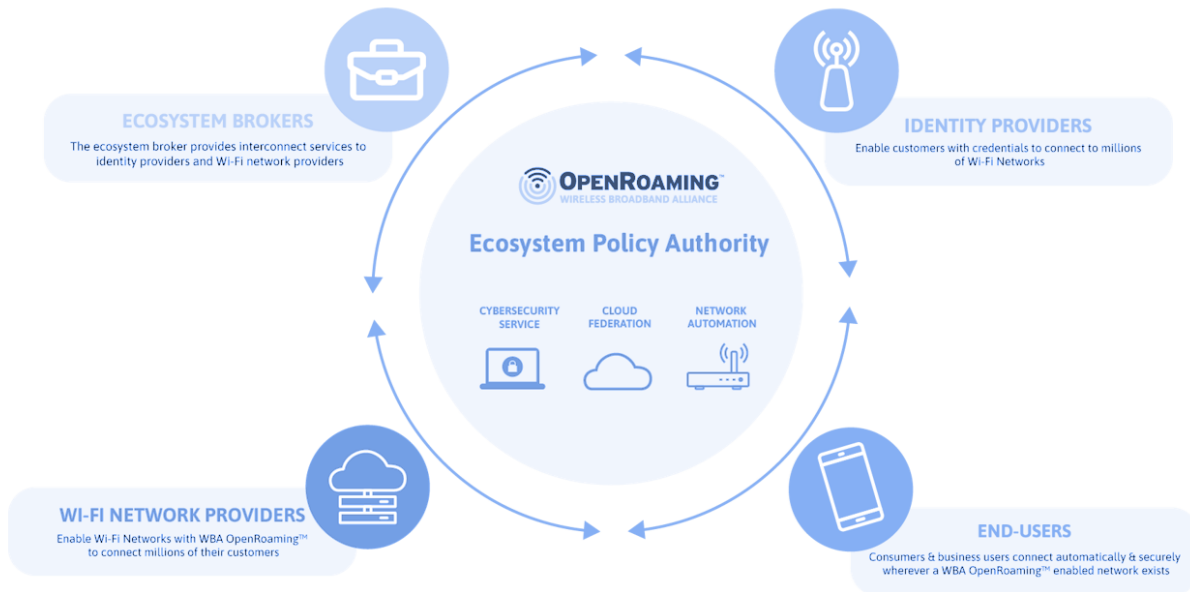 ECOSYSTEM BROKERS
The ecosystem broker provides interconnect services to
identity providers and Wi-Fi network providers
IDENTITY PROVIDERS
Enable customers with credentials to connect to millions
of Wi-Fi Networks
OPENROAMING™
WIRELESS BROADBAND ALLIANCE
Ecosystem Policy Authority
CYBERSECURITY
SERVICE
CLOUD
FEDERATION
NETWORK
AUTOMATION
WI-FI NETWORK PROVIDERS
Enable Wi-Fi Networks with WBA OpenRoaming™
to connect millions of their customers
END-USERS
Consumers & business users connect automatically & securely
wherever a WBA OpenRoaming™ enabled network exists